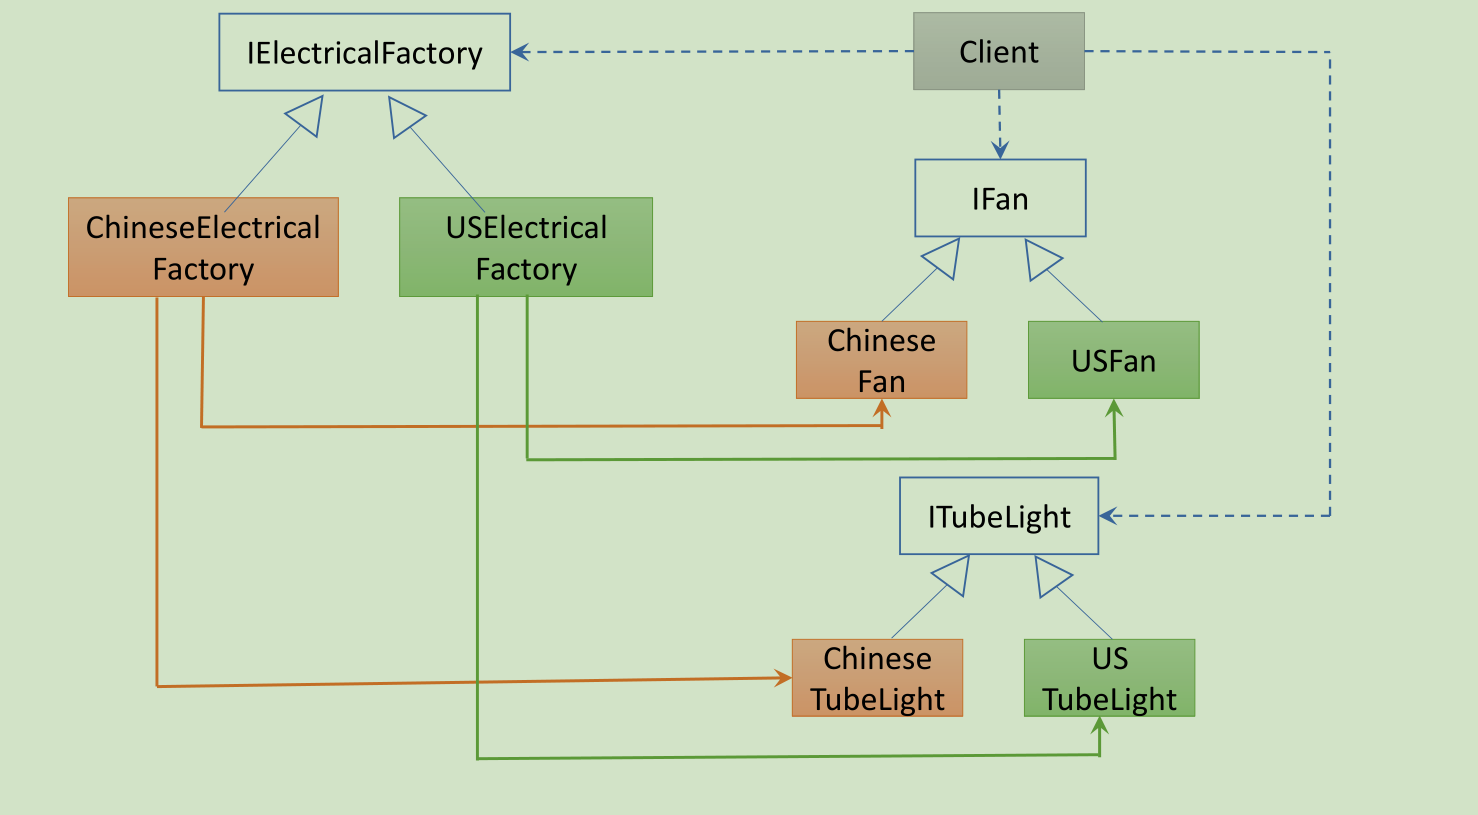 IElectricalFactory
Client
IFan
ChineseElectrical
Factory
USElectrical
Factory
Chinese
Fan
USFan
ITubeLight
Chinese
TubeLight
US
TubeLight